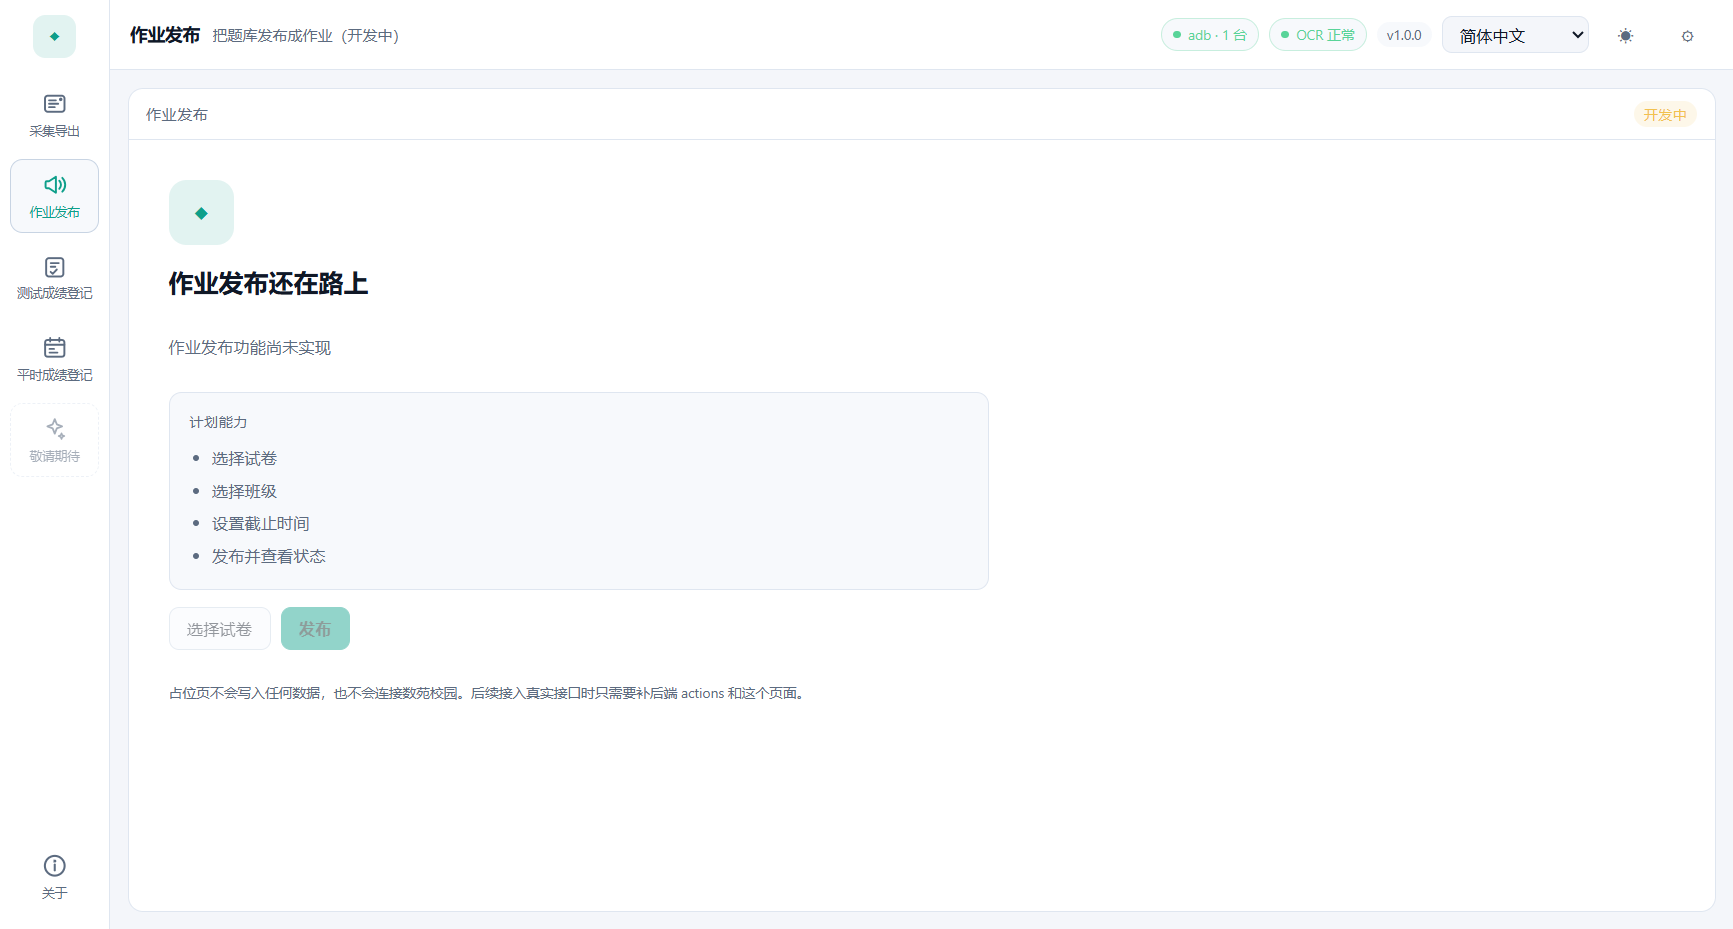 作业发布 把题库发布成作业（开发中）
adb · 1 台
OCR 正常
v1.0.0
简体中文
采集导出
作业发布
测试成绩登记
平时成绩登记
敬请期待
关于
作业发布
开发中
作业发布还在路上
作业发布功能尚未实现
计划能力
选择试卷
选择班级
设置截止时间
发布并查看状态
选择试卷
发布
占位页不会写入任何数据，也不会连接数苑校园。后续接入真实接口时只需要补后端 actions 和这个页面。